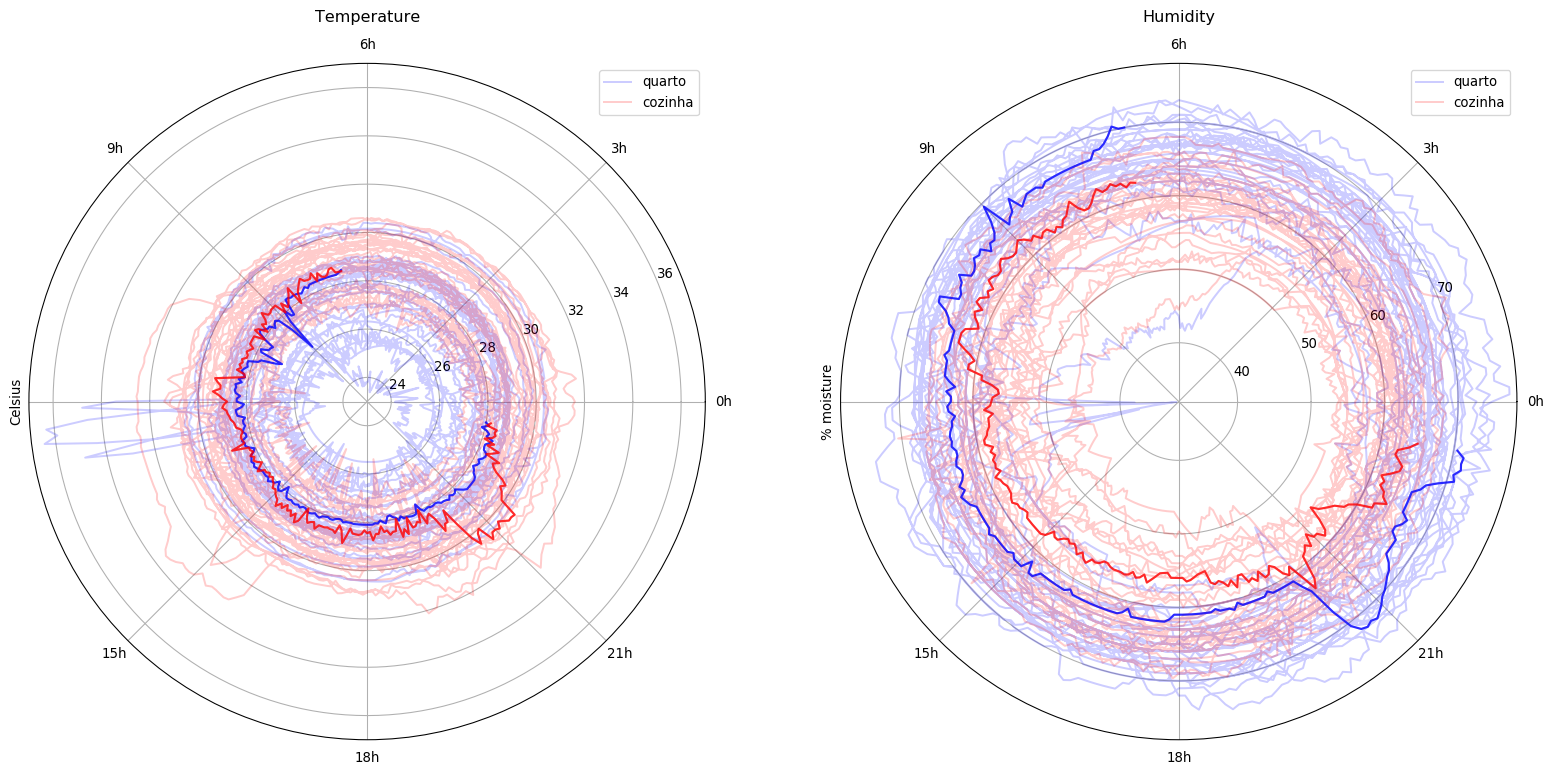 Temperature
6h
quarto
cozinha
9h
3h
36
34
32
30
28
26
24
Celsius
0h
15h
21h
18h
Humidity
6h
quarto
cozinha
9h
3h
70
60
50
40
% moisture
0h
15h
21h
18h